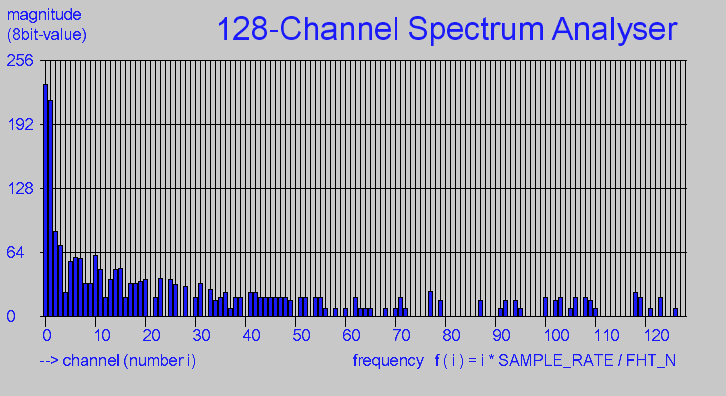 magnitude
(8bit-value)
128-Channel Spectrum Analyser
256
192
128
64
0
0 10 20 30 40 50 60 70 80 90 100 110 120
--> channel (number i)
frequency f ( i ) = i * SAMPLE_RATE / FHT_N